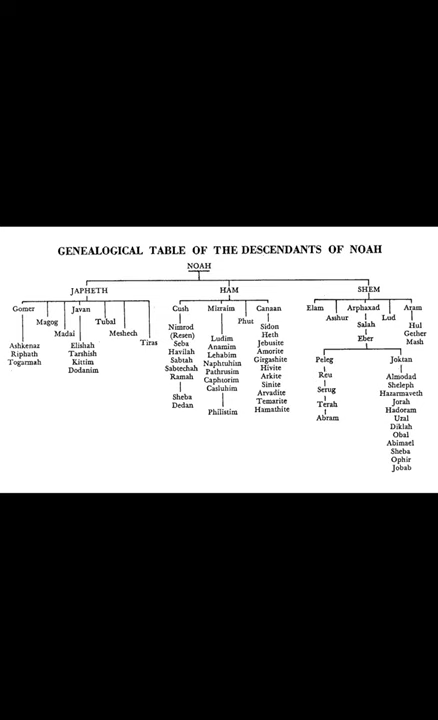 GENEALOGICAL TABLE OF THE DESCENDANTS OF NOAH
NOAH
JAPHETH
HAM
SHEM
Gomer
Magog
Madai
Javan
Tubal
Meshech
Tiras
Ashkenaz
Riphath
Togarmah
Elishah
Tarshish
Kittim
Dodanim
Cush
Mizraim
Phut
Canaan
Nimrod
(Resen)
Seba
Havilah
Sabtah
Sabtechah
Ramah
Sheba
Dedan
Ludim
Anamim
Lehabim
Naphruhim
Pathrusim
Caphtorim
Casluhim
Philistim
Sidon
Heth
Jebusite
Amorite
Girgashite
Hivite
Arkite
Sinite
Arvadite
Temarite
Hamathite
Elam
Asshur
Arphaxad
Lud
Aram
Salah
Eber
Hul
Gether
Mash
Peleg
Reu
Serug
Terah
Abram
Joktan
Almodad
Sheleph
Hazarmaveth
Jorah
Hadoram
Uzal
Diklah
Obal
Abimael
Sheba
Ophir
Jobab